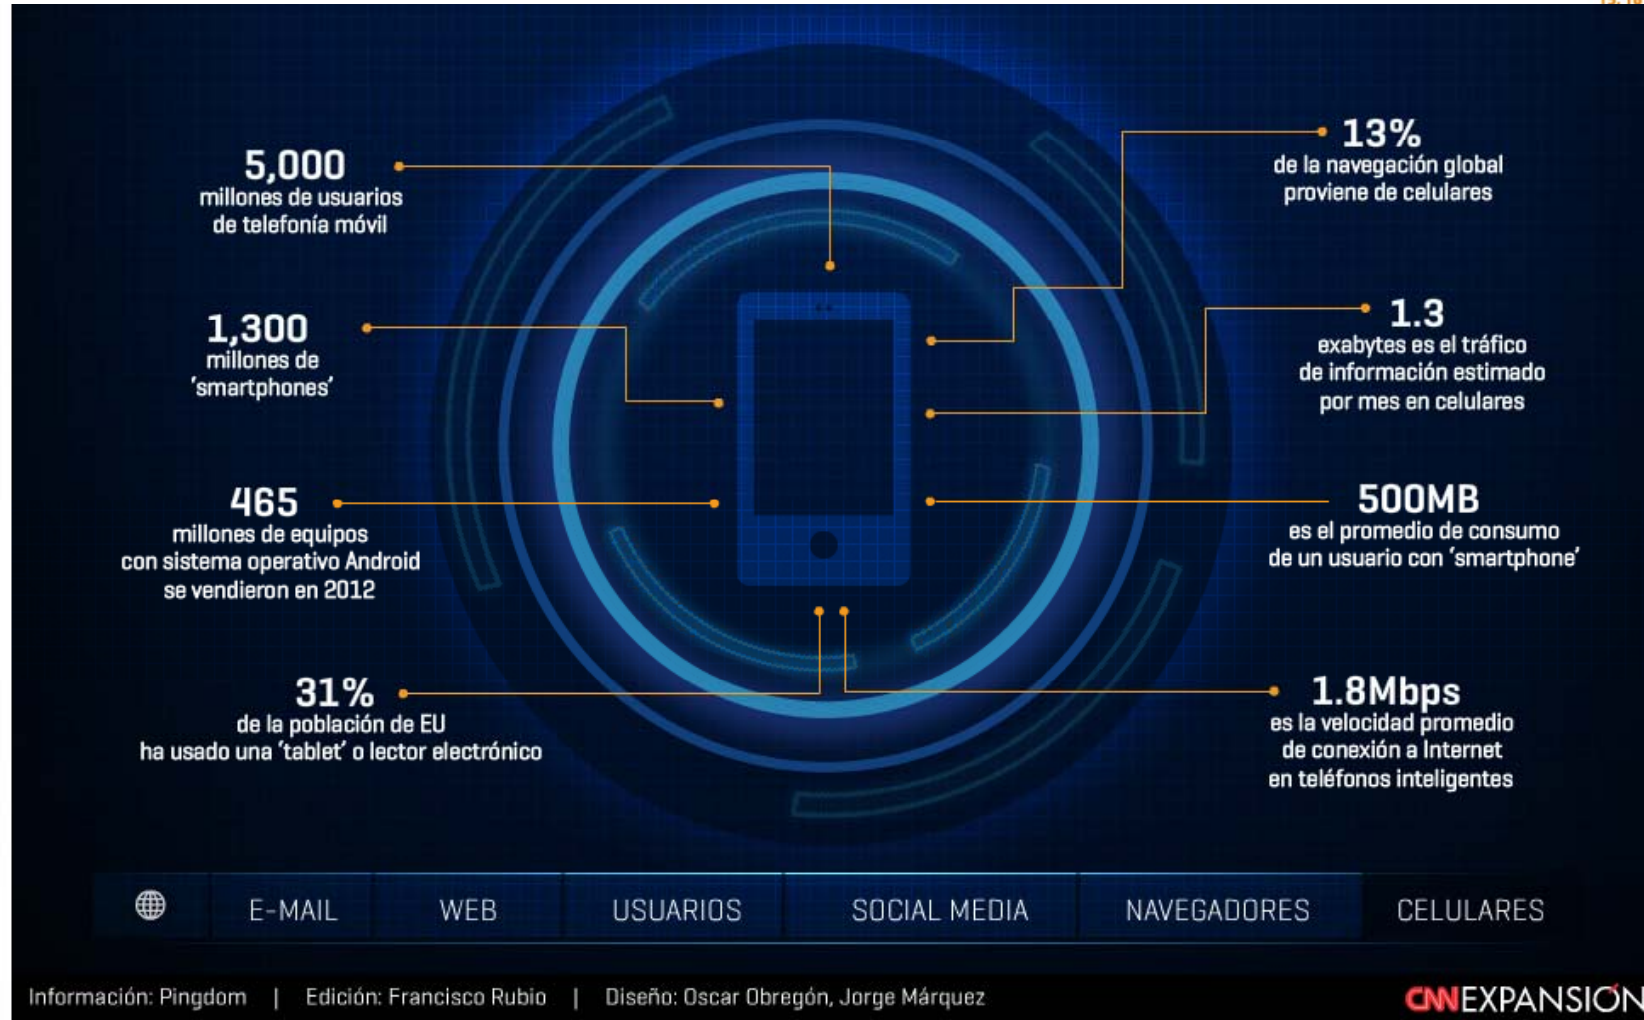 5,000
millones de usuarios
de telefonía móvil
1,300
millones de
'smartphones'
465
millones de equipos
con sistema operativo Android
se vendieron en 2012
31%
de la población de EU
ha usado una 'tablet' o lector electrónico
13%
de la navegación global
proviene de celulares
1.3
exabytes es el tráfico
de información estimado
por mes en celulares
500MB
es el promedio de consumo
de un usuario con 'smartphone'
1.8Mbps
es la velocidad promedio
de conexión a Internet
en teléfonos inteligentes
E-MAIL WEB USUARIOS SOCIAL MEDIA NAVEGADORES CELULARES
Información: Pingdom | Edición: Francisco Rubio | Diseño: Oscar Obregón, Jorge Márquez
CNNEXPANSIÓN